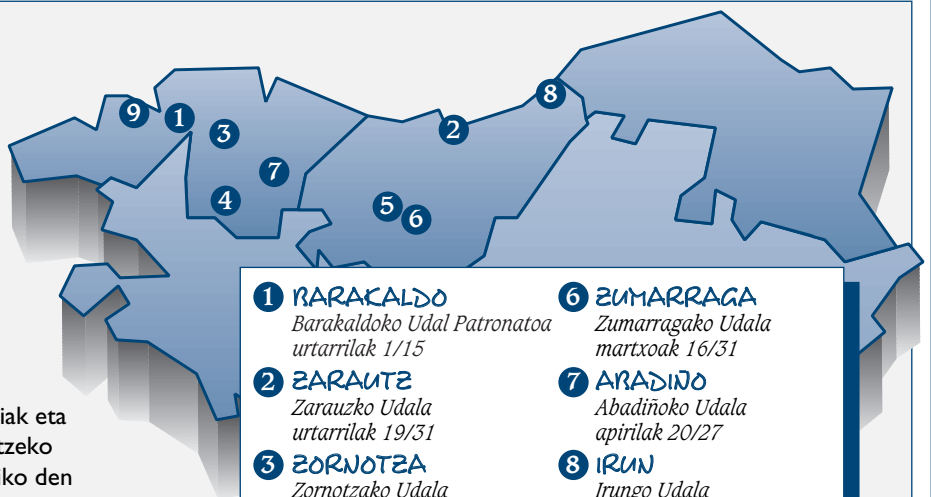 9
1
3
7
4
2
8
5
6
iak eta
tzeko
iko den
1 BARAKALDO
Barakaldoko Udal Patronatoa
urtarrilak 1/15
2 ZARAUTZ
Zarauzko Udala
urtarrilak 19/31
3 ZORNOTZA
Zornotzako Udala
6 ZUMARRAGA
Zumarragako Udala
martxoak 16/31
7 ABADIÑO
Abadiñoko Udala
apirilak 20/27
8 IRUN
Irungo Udala